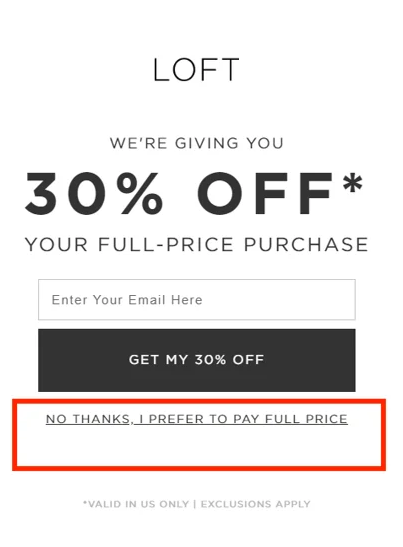 LOFT
WE'RE GIVING YOU
30% OFF*
YOUR FULL-PRICE PURCHASE
Enter Your Email Here
GET MY 30% OFF
NO THANKS, I PREFER TO PAY FULL PRICE
*VALID IN US ONLY | EXCLUSIONS APPLY